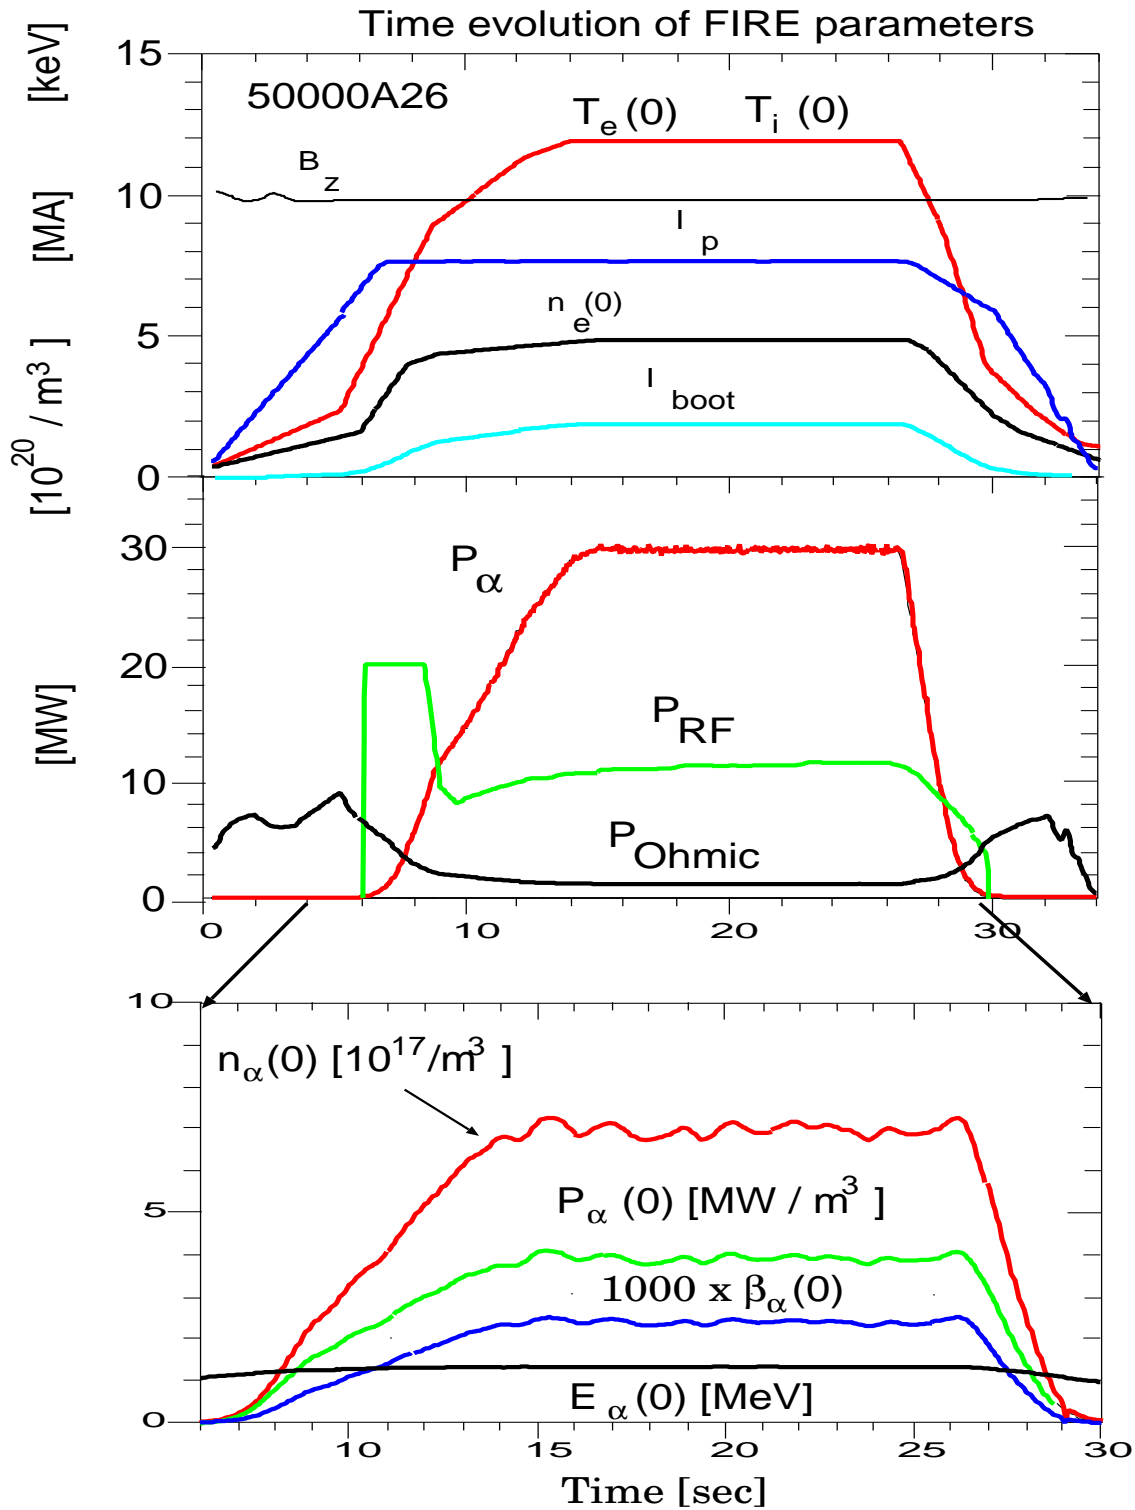 Time evolution of FIRE parameters
[keV]
[MA]
[10^20 / m^3 ]
15
10
5
0
50000A26
T_e (0) T_i (0)
B_z
I_p
n_e(0)
I_boot
[MW]
30
20
10
0
P_α
P_RF
P_Ohmic
0 10 20 30
10
5
0
n_α(0) [10^17/m^3 ]
P_α (0) [MW / m^3 ]
1000 x β_α(0)
E_α(0) [MeV]
10 15 20 25 30
Time [sec]